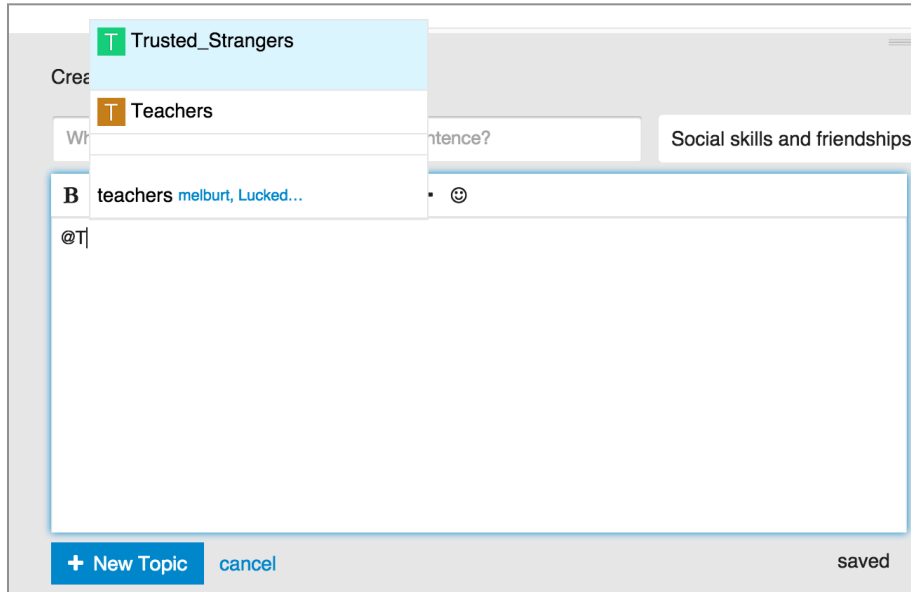 T Trusted_Strangers
Crea
T Teachers
Wh ntence? Social skills and friendships
B teachers melburt, Lucked...
@T
+ New Topic cancel saved